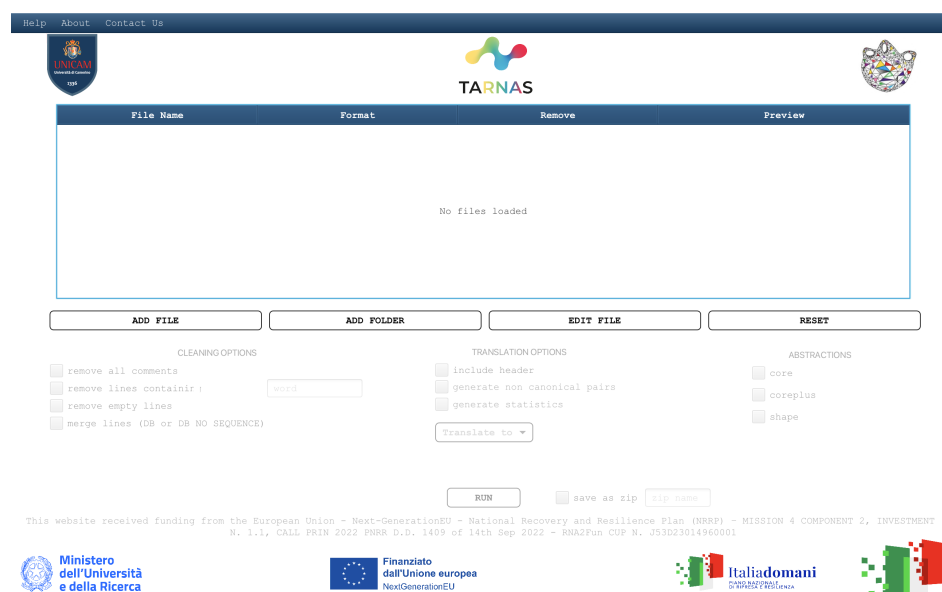 Help About Contact Us
UNICAM
Università di Camerino
1336
TARNAS
File Name Format Remove Preview
No files loaded
ADD FILE ADD FOLDER EDIT FILE RESET
CLEANING OPTIONS TRANSLATION OPTIONS ABSTRACTIONS
remove all comments include header core
remove lines containir : word generate non canonical pairs coreplus
remove empty lines generate statistics shape
merge lines (DB or DB NO SEQUENCE) Translate to
RUN save as zip zip name
This website received funding from the European Union - Next-GenerationEU - National Recovery and Resilience Plan (NRRP) - MISSION 4 COMPONENT 2, INVESTMENT
N. 1.1, CALL PRIN 2022 PNRR D.D. 1409 of 14th Sep 2022 - RNA2Fun CUP N. J53D23014960001
Ministero
dell'Università
e della Ricerca
Finanziato
dall'Unione europea
NextGenerationEU
Italiadomani
PIANO NAZIONALE
DI RIPRESA E RESILIENZA